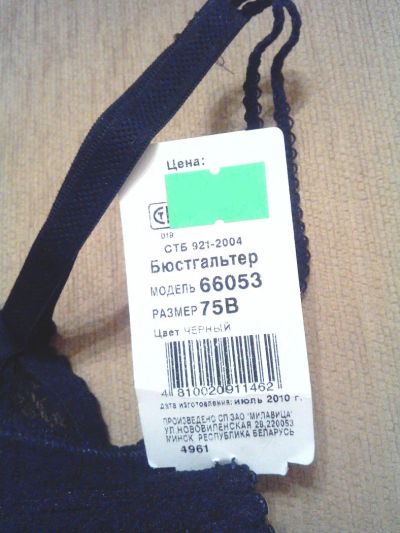 Цена:
019
СТБ 921-2004
Бюстгальтер
МОДЕЛЬ 66053
РАЗМЕР 75В
Цвет ЧЕРНЫЙ
4 810020 911462
Дата изготовления: ИЮЛЬ 2010 г.
ПРОИЗВЕДЕНО СП ЗАО "МИЛАВИЦА"
УЛ.НОВОВИЛЕНСКАЯ 28,220053
МИНСК РЕСПУБЛИКА БЕЛАРУСЬ
4961